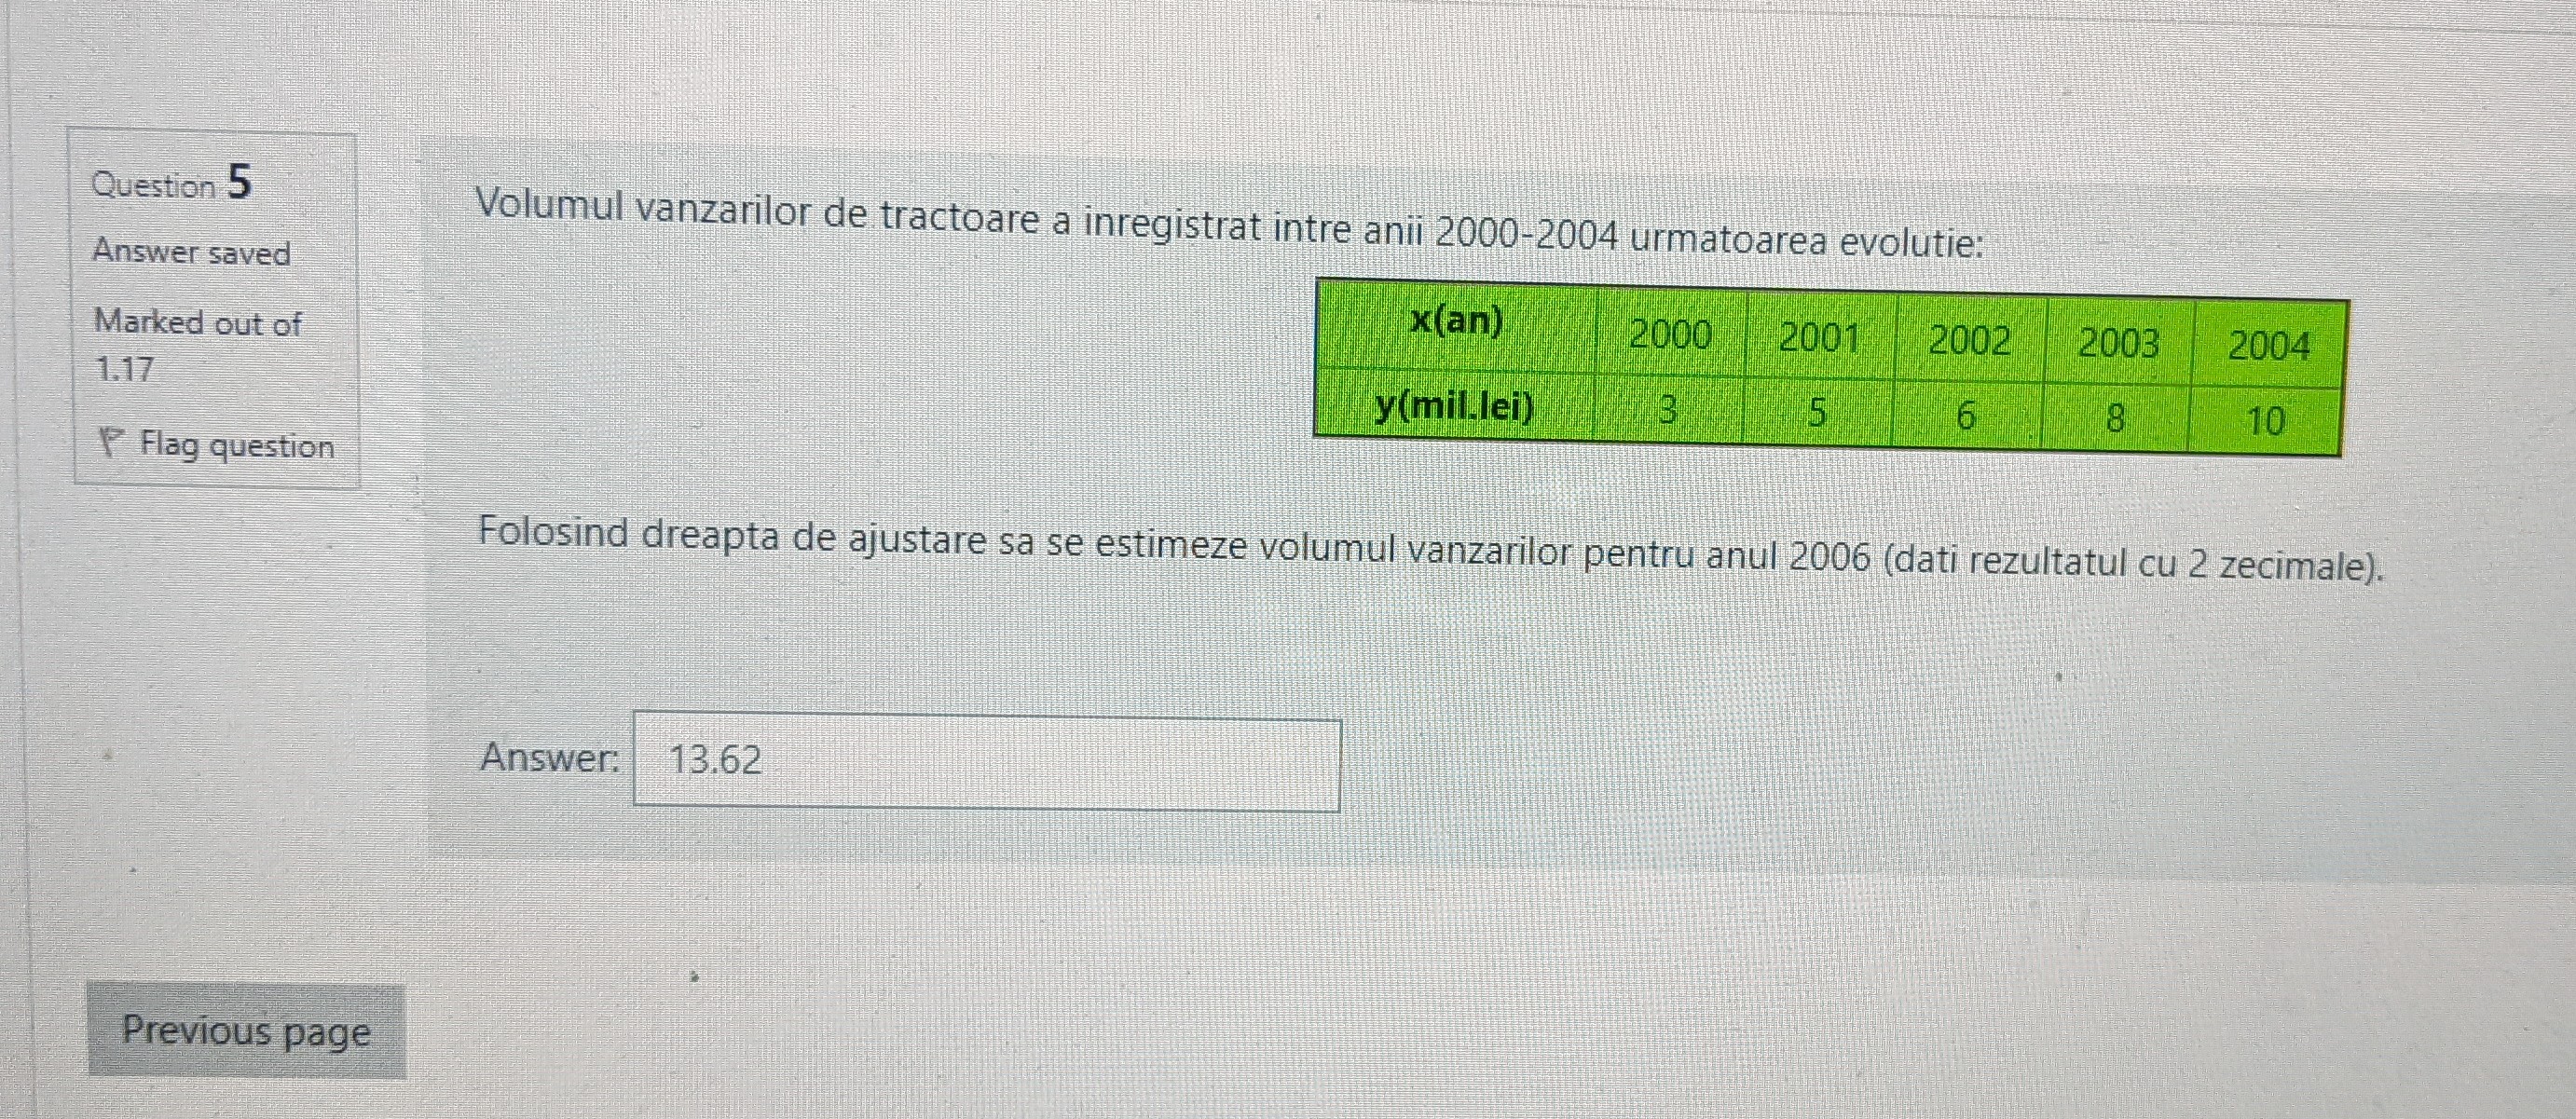 Question 5
Answer saved
Marked out of
1.17
Flag question
Volumul vanzarilor de tractoare a inregistrat intre anii 2000-2004 urmatoarea evolutie:
x(an) 2000 2001 2002 2003 2004
y(mil.lei) 3 5 6 8 10
Folosind dreapta de ajustare sa se estimeze volumul vanzarilor pentru anul 2006 (dati rezultatul cu 2 zecimale).
Answer: 13.62
Previous page